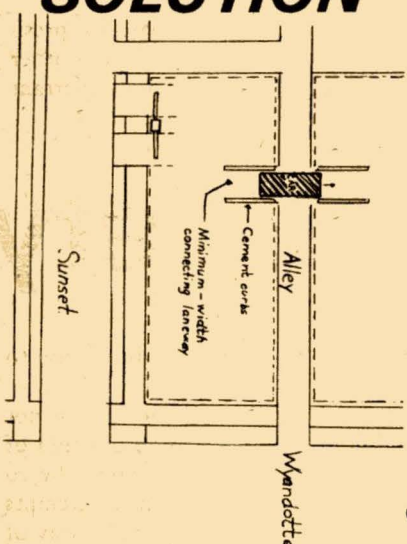 SOLUTION
Sunset
Minimum-width
connecting laneway
Cement curbs
Alley
Wyandotte